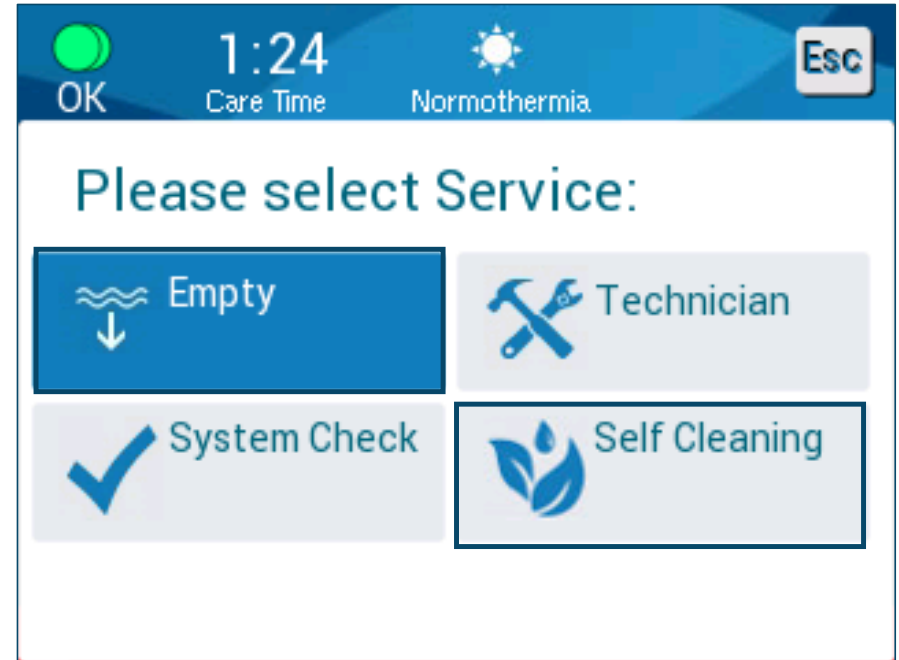 1:24
Esc
OK
Care Time
Normothermia
Please select Service:
Empty
Technician
System Check
Self Cleaning